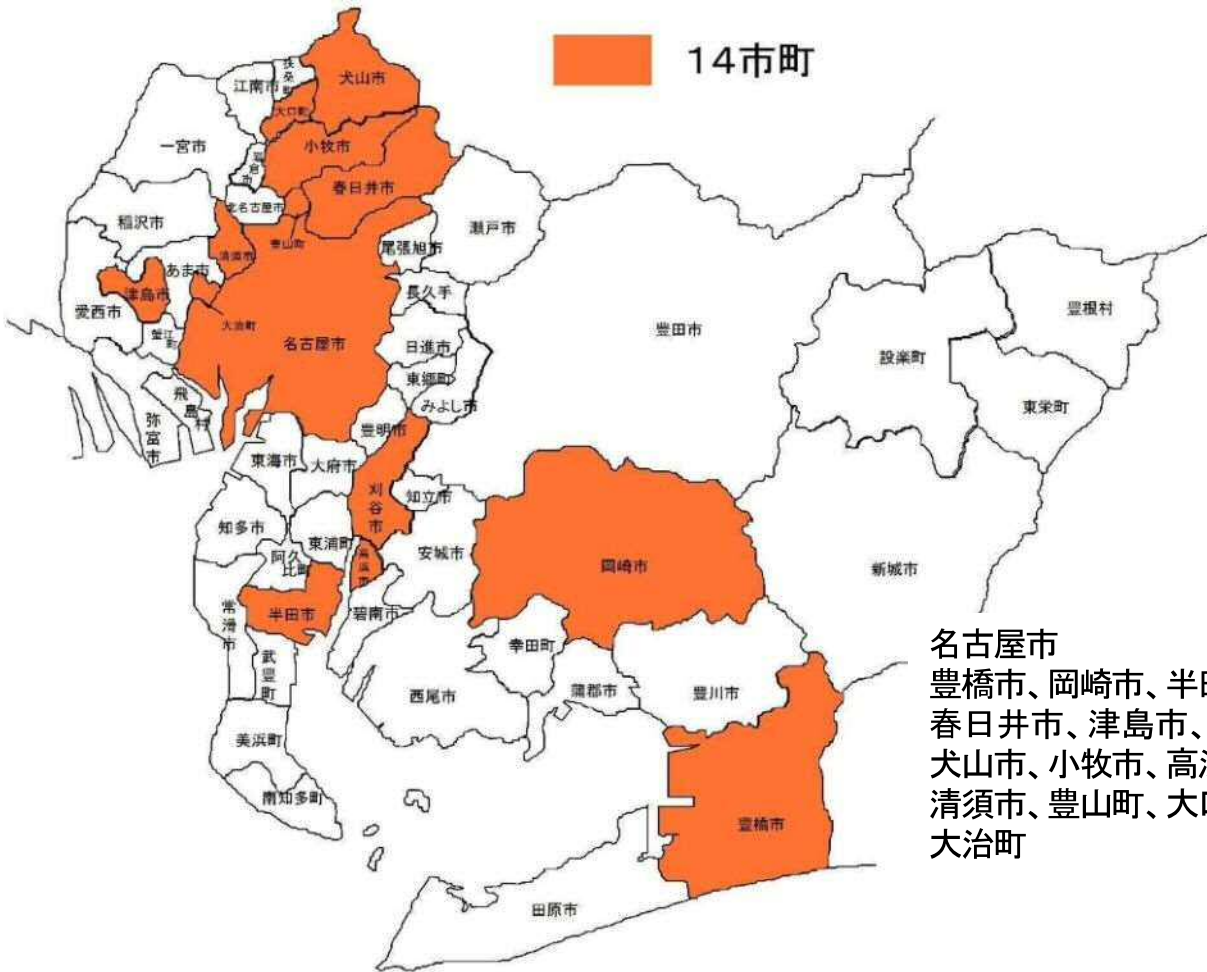 14市町
扶桑町
江南市
犬山市
大口町
一宮市
小牧市
岩倉市
春日井市
北名古屋市
稲沢市
豊山町
瀬戸市
清須市
尾張旭市
あま市
津島市
長久手
愛西市
大治町
豊根村
豊田市
蟹江町
名古屋市
日進市
設楽町
東郷町
飛島村
みよし市
東栄町
弥富市
豊明市
東海市
大府市
刈谷市
知立市
知多市
東浦町
安城市
阿久比町
高浜市
岡崎市
新城市
常滑市
半田市
碧南市
幸田町
武豊町
西尾市
蒲郡市
豊川市
美浜町
南知多町
豊橋市
田原市
名古屋市
豊橋市、岡崎市、半
春日井市、津島市、
犬山市、小牧市、高
清須市、豊山町、大
大治町